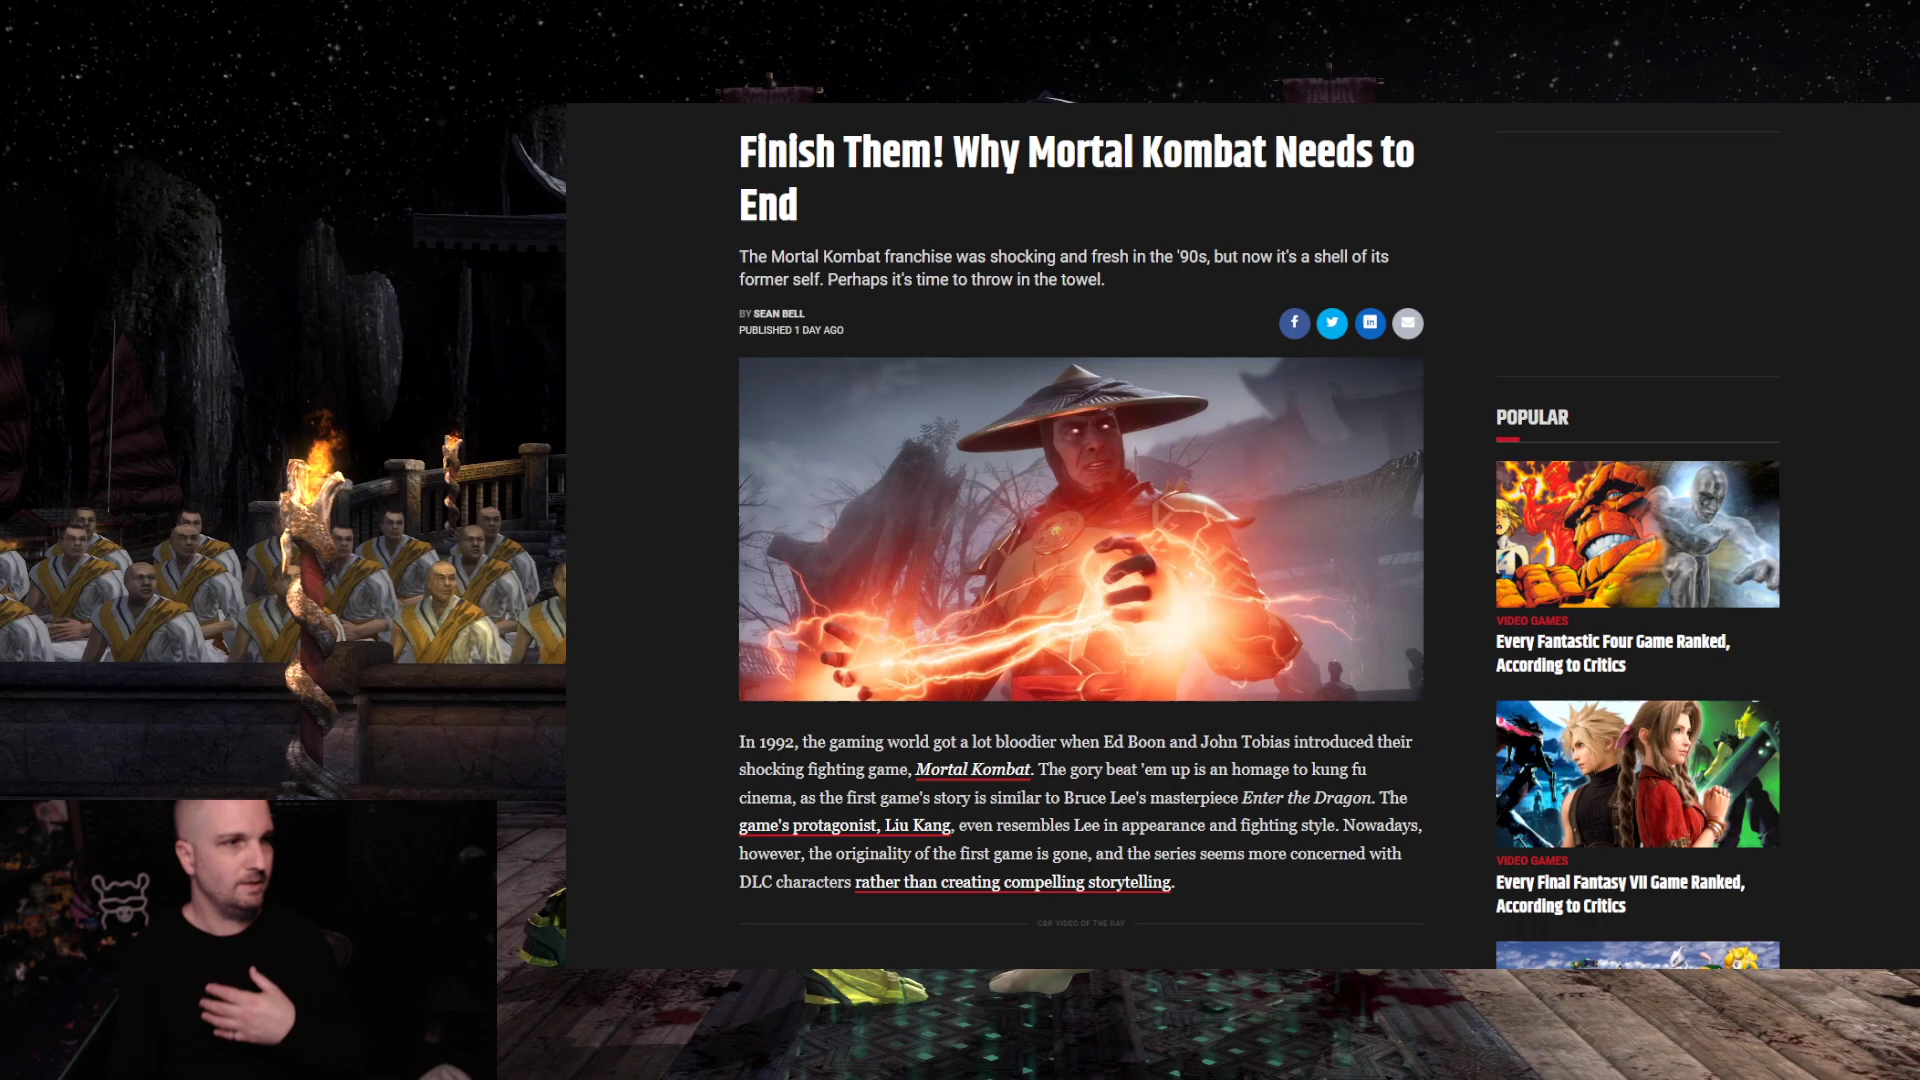 Finish Them! Why Mortal Kombat Needs to
End
The Mortal Kombat franchise was shocking and fresh in the '90s, but now it's a shell of its
former self. Perhaps it's time to throw in the towel.
BY SEAN BELL
PUBLISHED 1 DAY AGO
In 1992, the gaming world got a lot bloodier when Ed Boon and John Tobias introduced their
shocking fighting game, Mortal Kombat. The gory beat 'em up is an homage to kung fu
cinema, as the first game's story is similar to Bruce Lee's masterpiece Enter the Dragon. The
game's protagonist, Liu Kang, even resembles Lee in appearance and fighting style. Nowadays,
however, the originality of the first game is gone, and the series seems more concerned with
DLC characters rather than creating compelling storytelling.
CBR VIDEO OF THE DAY
POPULAR
VIDEO GAMES
Every Fantastic Four Game Ranked,
According to Critics
VIDEO GAMES
Every Final Fantasy VII Game Ranked,
According to Critics